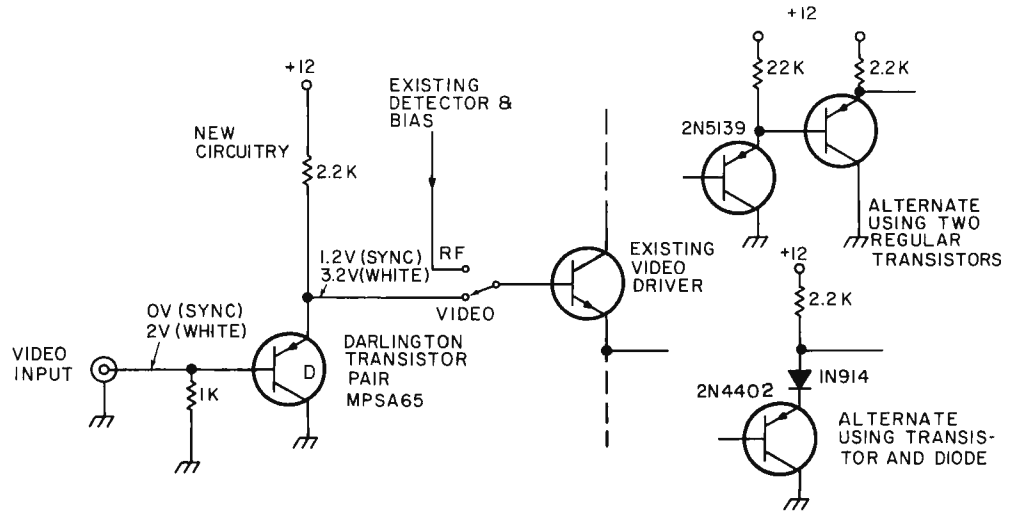 +12
EXISTING
DETECTOR &
BIAS
NEW
CIRCUITRY
2.2K
1.2V (SYNC)
3.2V (WHITE)
RF
VIDEO
EXISTING
VIDEO
DRIVER
0V (SYNC)
2V (WHITE)
VIDEO
INPUT
1K
D
DARLINGTON
TRANSISTOR
PAIR
MPSA65
+12
22K
2.2K
2N5139
ALTERNATE
USING TWO
REGULAR
TRANSISTORS
+12
2.2K
1N914
2N4402
ALTERNATE
USING TRANSIS-
TOR AND DIODE